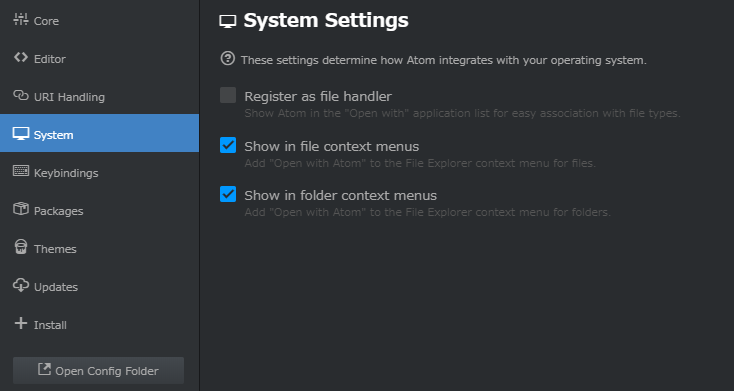 Core
Editor
URI Handling
System
Keybindings
Packages
Themes
Updates
Install
Open Config Folder
System Settings
These settings determine how Atom integrates with your operating system.
Register as file handler
Show Atom in the "Open with" application list for easy association with file types.
Show in file context menus
Add "Open with Atom" to the File Explorer context menu for files.
Show in folder context menus
Add "Open with Atom" to the File Explorer context menu for folders.